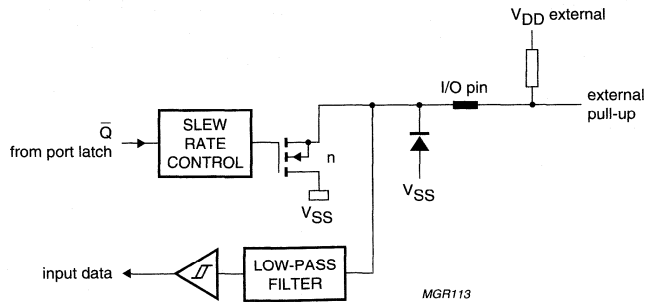 V_DD external
I/O pin
external
pull-up
Q̅
from port latch
SLEW
RATE
CONTROL
n
V_SS
V_SS
input data
LOW-PASS
FILTER
MGR113